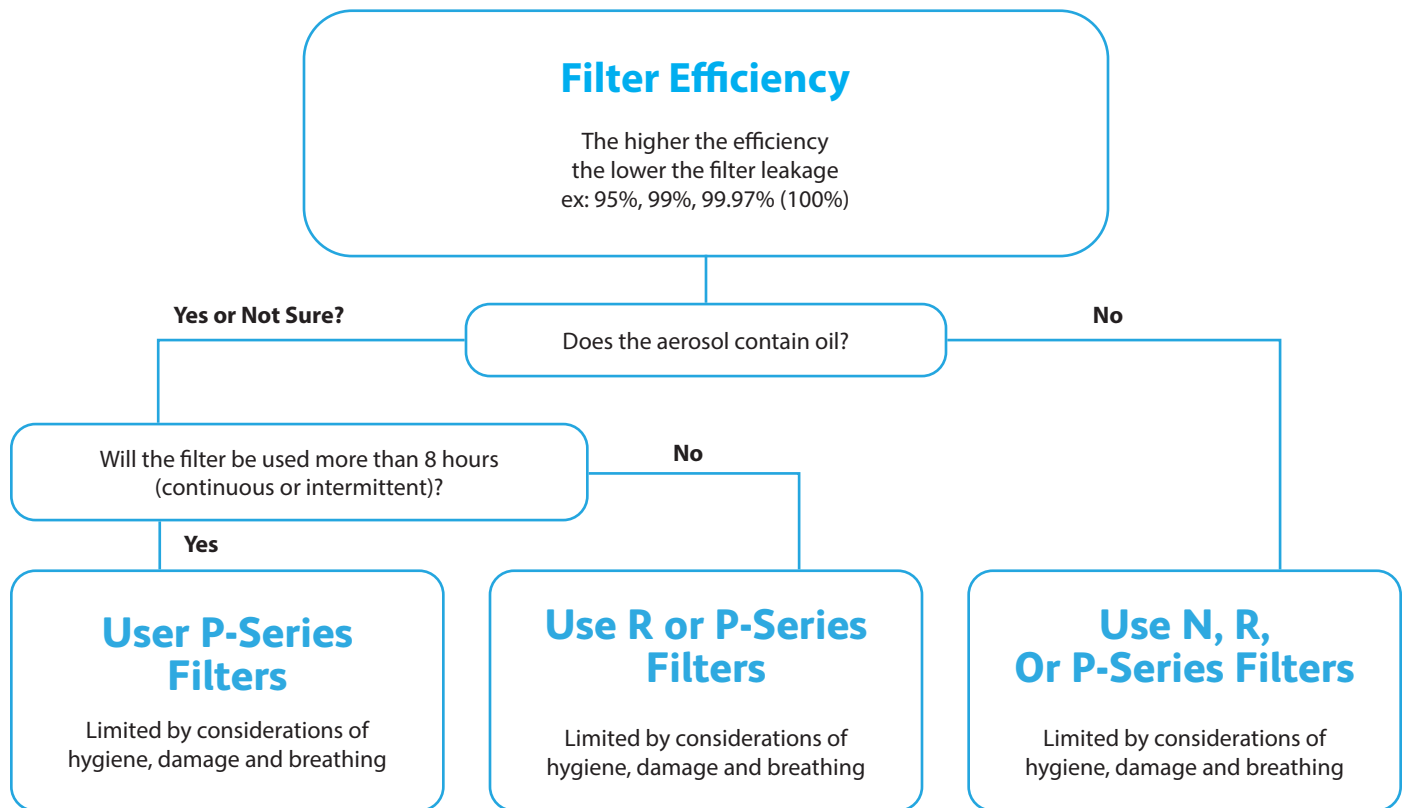 Filter Efficiency
The higher the efficiency
the lower the filter leakage
ex: 95%, 99%, 99.97% (100%)
Yes or Not Sure?
Does the aerosol contain oil?
No
Will the filter be used more than 8 hours
(continuous or intermittent)?
No
Yes
User P-Series
Filters
Limited by considerations of
hygiene, damage and breathing
Use R or P-Series
Filters
Limited by considerations of
hygiene, damage and breathing
Use N, R,
Or P-Series Filters
Limited by considerations of
hygiene, damage and breathing